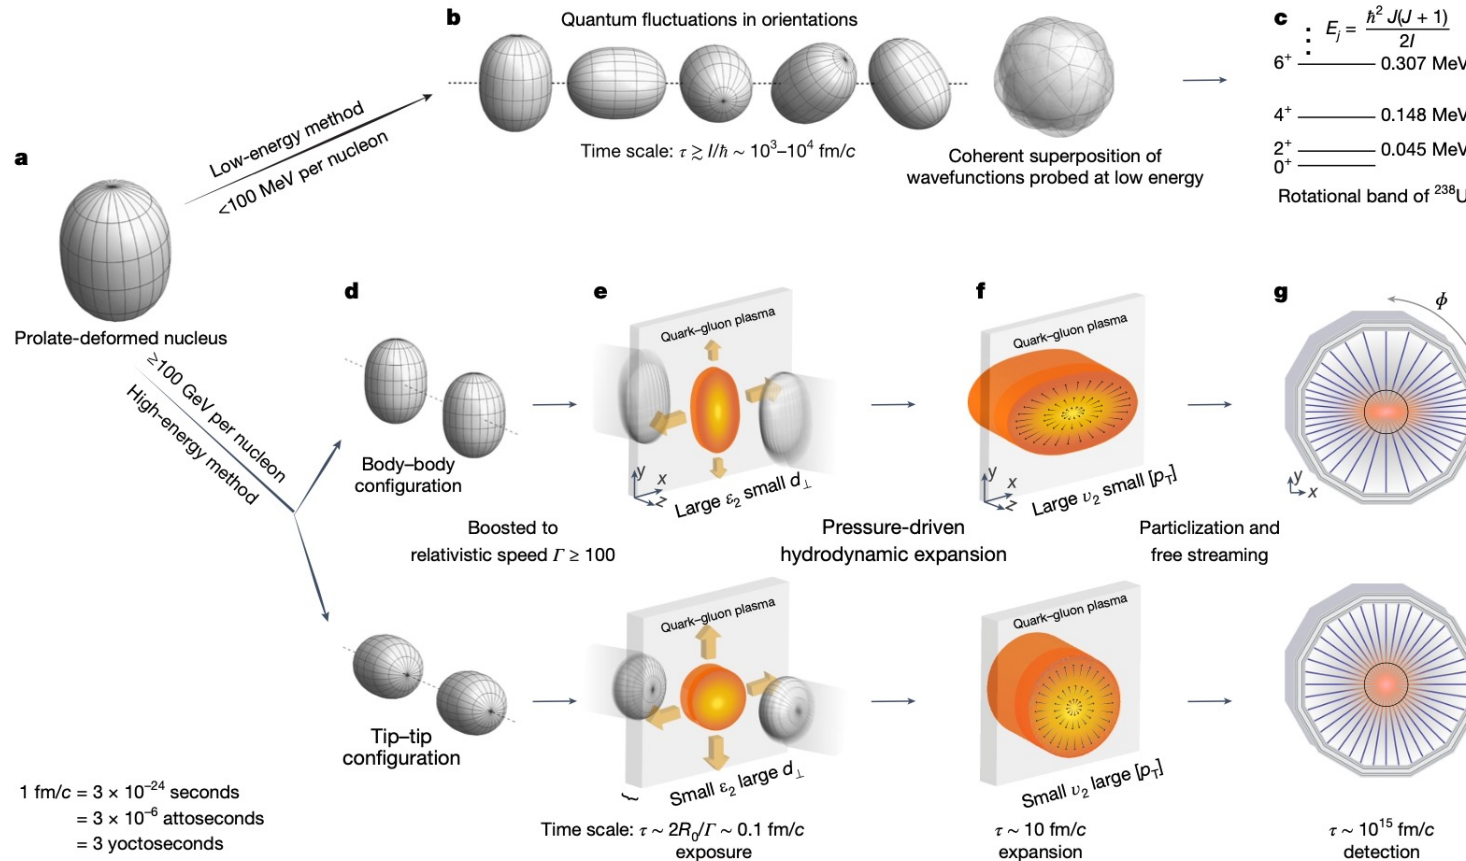 a
Prolate-deformed nucleus
Low-energy method
<100 MeV per nucleon
≥100 GeV per nucleon
High-energy method
b
Quantum fluctuations in orientations
Time scale: τ ≳ I/ℏ ~ 10³–10⁴ fm/c
Coherent superposition of
wavefunctions probed at low energy
c
E_j = ℏ² J(J + 1) / 2I
6⁺ 0.307 MeV
4⁺ 0.148 MeV
2⁺ 0.045 MeV
0⁺
Rotational band of ²³⁸U
d
Body–body
configuration
Tip–tip
configuration
Boosted to
relativistic speed Γ ≥ 100
e
Quark–gluon plasma
y
x
z
Large ε₂ small d⊥
Quark–gluon plasma
Small ε₂ large d⊥
Pressure-driven
hydrodynamic expansion
f
Quark–gluon plasma
y
x
z
Large υ₂ small [p_T]
Quark–gluon plasma
Small υ₂ large [p_T]
Particlization and
free streaming
g
ϕ
y
x
1 fm/c = 3 × 10⁻²⁴ seconds
= 3 × 10⁻⁶ attoseconds
= 3 yoctoseconds
Time scale: τ ~ 2R₀/Γ ~ 0.1 fm/c
exposure
τ ~ 10 fm/c
expansion
τ ~ 10¹⁵ fm/c
detection